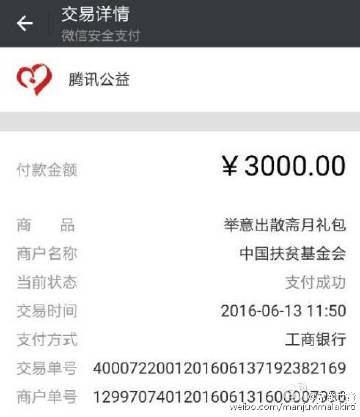 交易详情
微信安全支付
腾讯公益
付款金额 ￥3000.00
商 品 举意出散斋月礼包
商户名称 中国扶贫基金会
当前状态 支付成功
交易时间 2016-06-13 11:50
支付方式 工商银行
交易单号 4000722001201606137192382169
商户单号
weibo.com/manjuvimalakira